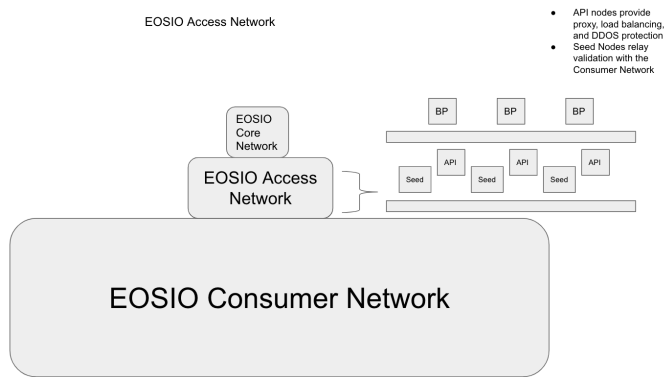 EOSIO Access Network
● API nodes provide
proxy, load balancing,
and DDOS protection
● Seed Nodes relay
validation with the
Consumer Network
EOSIO
Core
Network
BP BP BP
API API API
EOSIO Access
Network
Seed Seed Seed
EOSIO Consumer Network